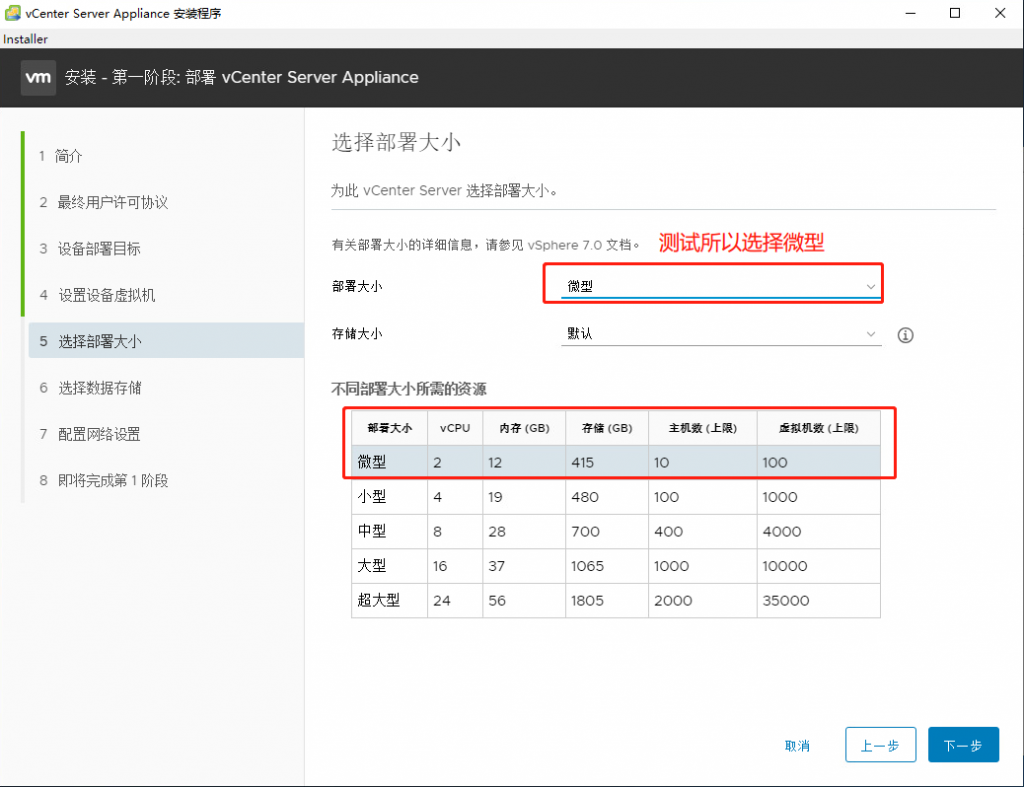 vCenter Server Appliance 安装程序
Installer
vm 安装 - 第一阶段: 部署 vCenter Server Appliance
1 简介
2 最终用户许可协议
3 设备部署目标
4 设置设备虚拟机
5 选择部署大小
6 选择数据存储
7 配置网络设置
8 即将完成第 1 阶段
选择部署大小
为此 vCenter Server 选择部署大小。
有关部署大小的详细信息，请参见 vSphere 7.0 文档。 测试所以选择微型
部署大小 微型
存储大小 默认
不同部署大小所需的资源
部署大小 vCPU 内存 (GB) 存储 (GB) 主机数 (上限) 虚拟机数 (上限)
微型 2 12 415 10 100
小型 4 19 480 100 1000
中型 8 28 700 400 4000
大型 16 37 1065 1000 10000
超大型 24 56 1805 2000 35000
取消 上一步 下一步